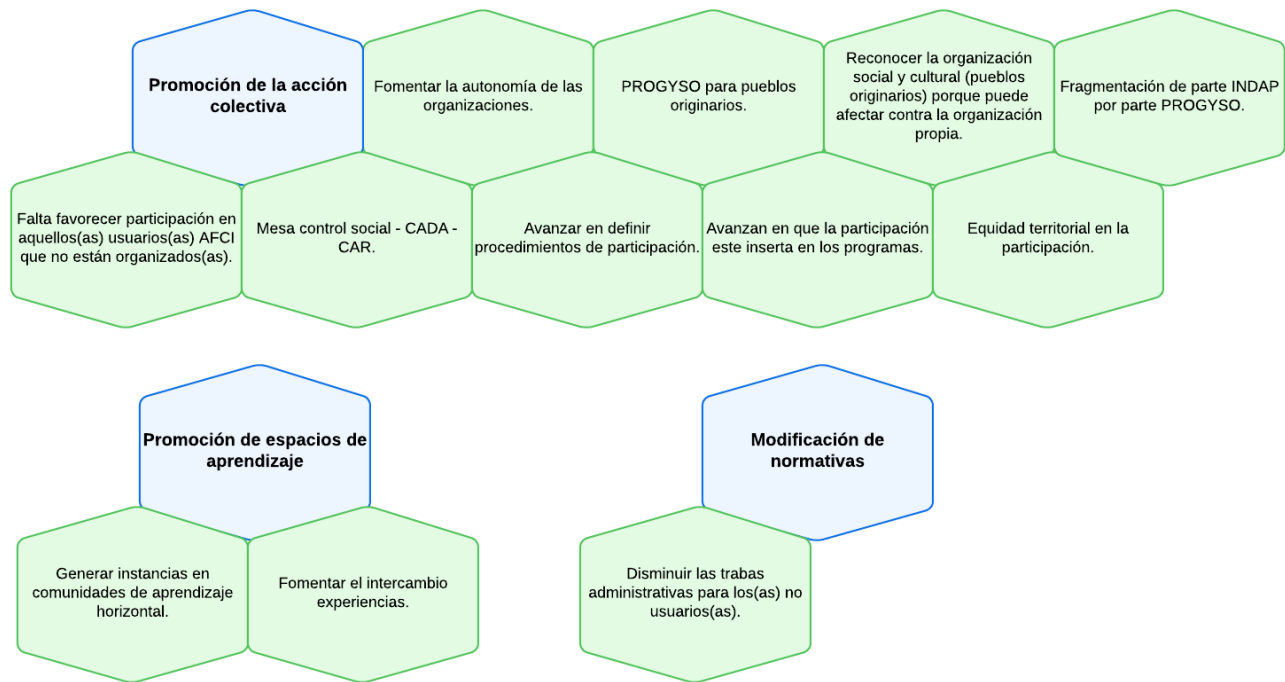 Promoción de la acción
colectiva
Fomentar la autonomía de las
organizaciones.
PROGYSO para pueblos
originarios.
Reconocer la organización
social y cultural (pueblos
originarios) porque puede
afectar contra la organización
propia.
Fragmentación de parte INDAP
por parte PROGYSO.
Falta favorecer participación en
aquellos(as) usuarios(as) AFCI
que no están organizados(as).
Mesa control social - CADA -
CAR.
Avanzar en definir
procedimientos de participación.
Avanzan en que la participación
este inserta en los programas.
Equidad territorial en la
participación.
Promoción de espacios de
aprendizaje
Generar instancias en
comunidades de aprendizaje
horizontal.
Fomentar el intercambio
experiencias.
Modificación de
normativas
Disminuir las trabas
administrativas para los(as) no
usuarios(as).